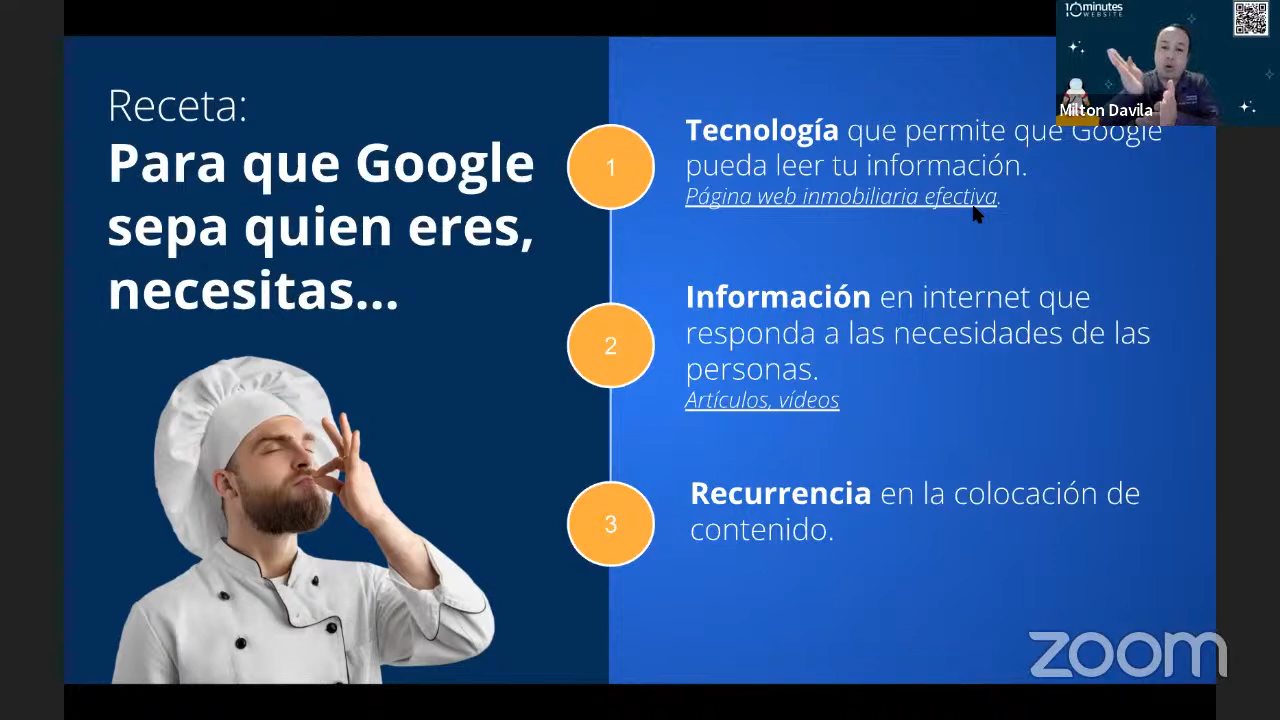 Receta:
Para que Google
sepa quien eres,
necesitas...
1
Tecnología que permite que Google
pueda leer tu información.
Página web inmobiliaria efectiva.
2
Información en internet que
responda a las necesidades de las
personas.
Artículos, vídeos
3
Recurrencia en la colocación de
contenido.
10minutes
WEBSITE
Milton Davila
zoom